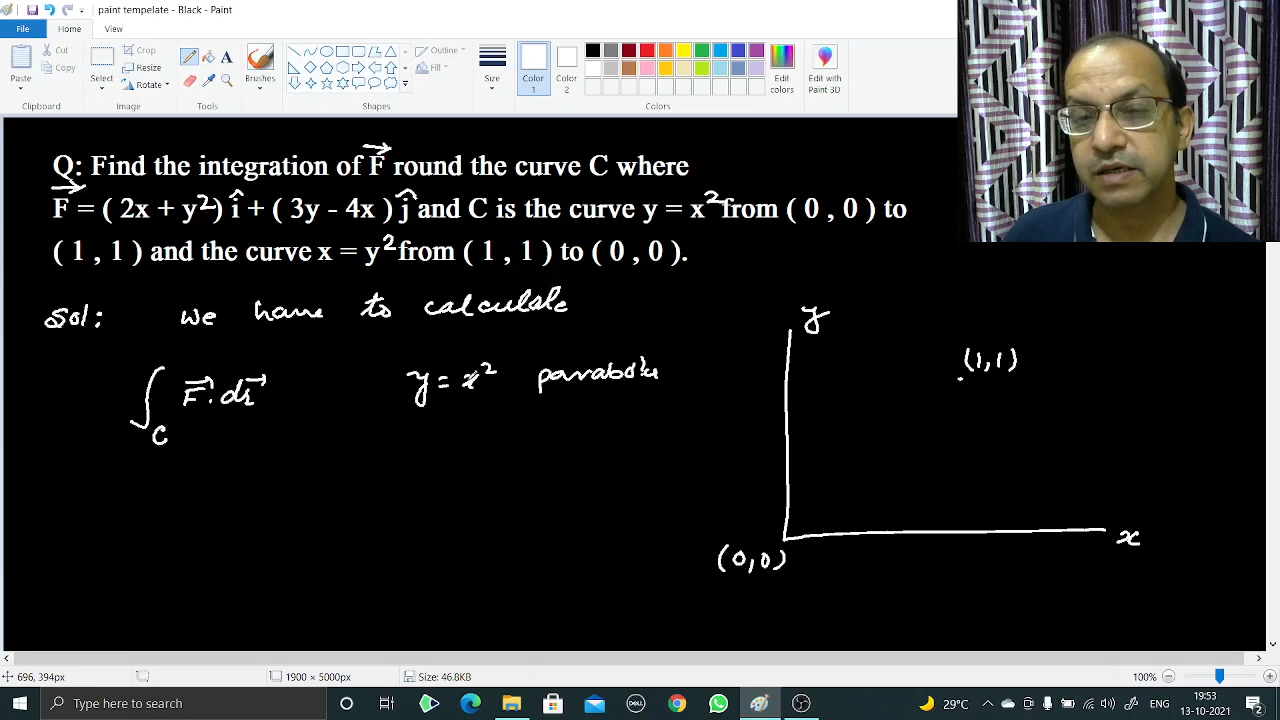 paint tempelate - Black - Paint
File Home View
Cut Crop Outline
Copy Resize Fill Edit
Paste Select Rotate Brushes Size Color 1 Color 2 Edit colors Edit with Paint 3D
Clipboard Image Tools Shapes Colors
Q: Find the integration of F⃗ round the curve C where
F⃗ = ( 2x + y² ) î + ( 3y - 4x ) ĵ and C is the curve y = x² from ( 0 , 0 ) to
( 1 , 1 ) and the curve x = y² from ( 1 , 1 ) to ( 0 , 0 ).
Sol: we have to calculate
∫C F⃗. dr⃗ y = x² parabola
y
(1,1)
x
(0,0)
696, 394px 1900 × 5000px Size: 46.8KB 100%
Type here to search 29°C ENG 19:53 13-10-2021 2